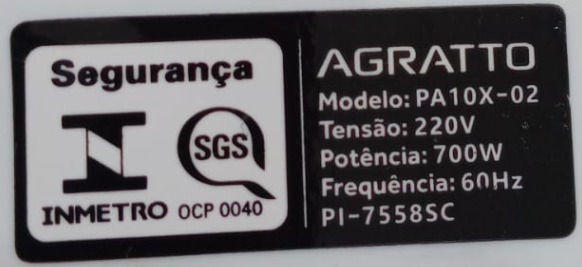 Segurança
SGS
INMETRO OCP 0040
AGRATTO
Modelo: PA10X-02
Tensão: 220V
Potência: 700W
Frequência: 60Hz
PI-7558SC